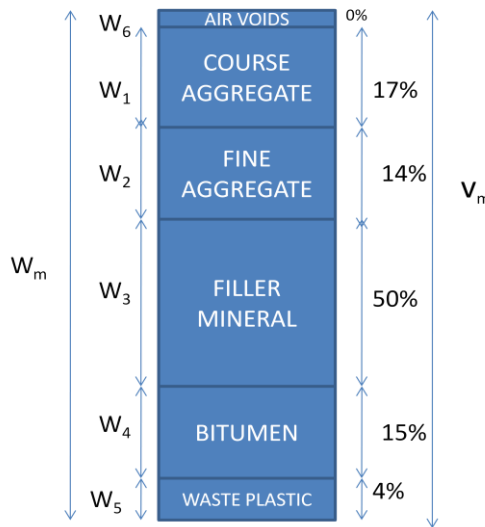 AIR VOIDS 0%
W6
COURSE
AGGREGATE
W1 17%
FINE
AGGREGATE
W2 14%
Vm
Wm
W3
FILLER
MINERAL
50%
W4 BITUMEN 15%
W5 WASTE PLASTIC 4%